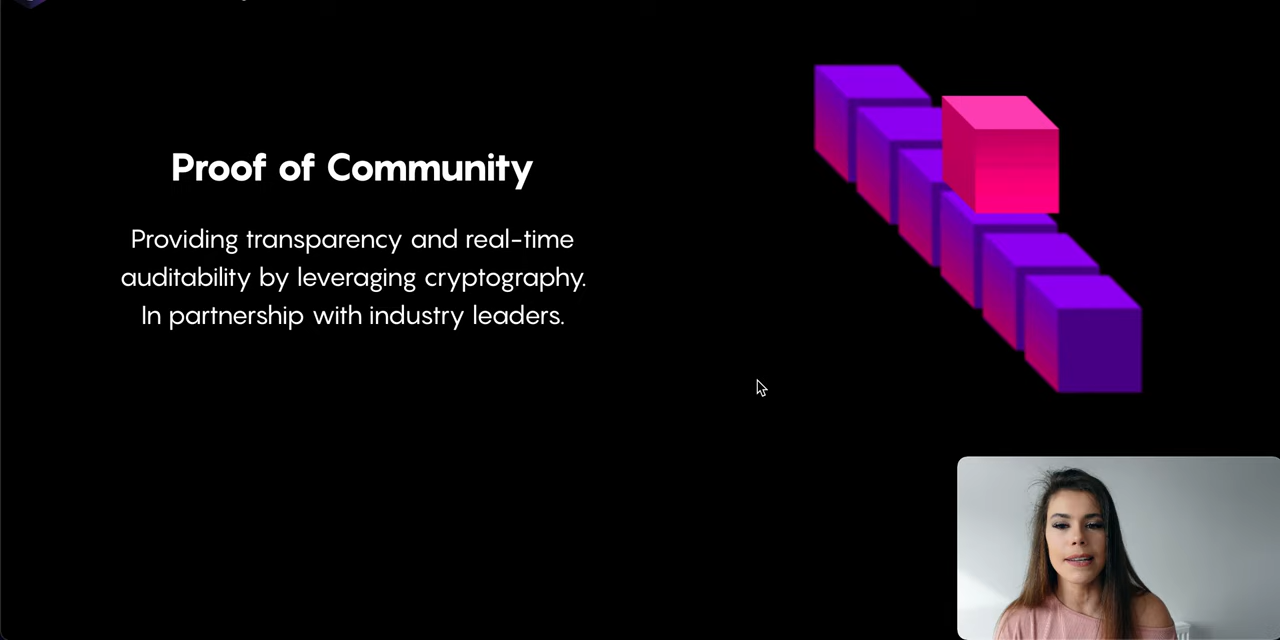 Proof of Community
Providing transparency and real-time
auditability by leveraging cryptography.
In partnership with industry leaders.